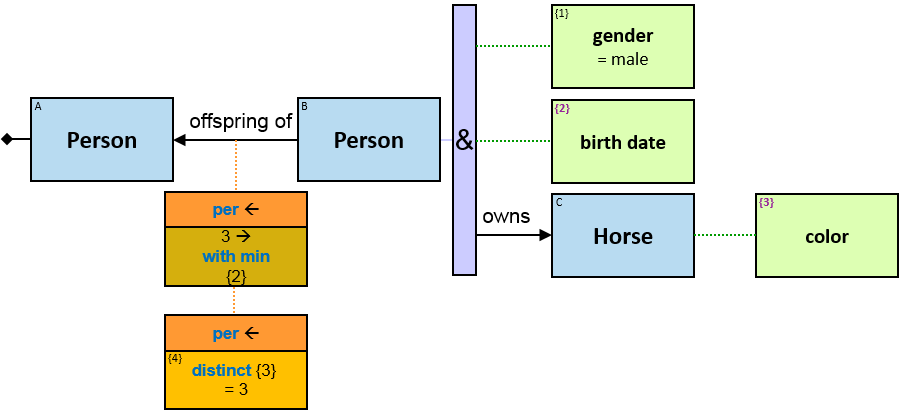 A
Person
offspring of
B
Person
&
{1}
gender
= male
{2}
birth date
owns
C
Horse
{3}
color
per ←
3 →
with min
{2}
per ←
{4}
distinct {3}
= 3